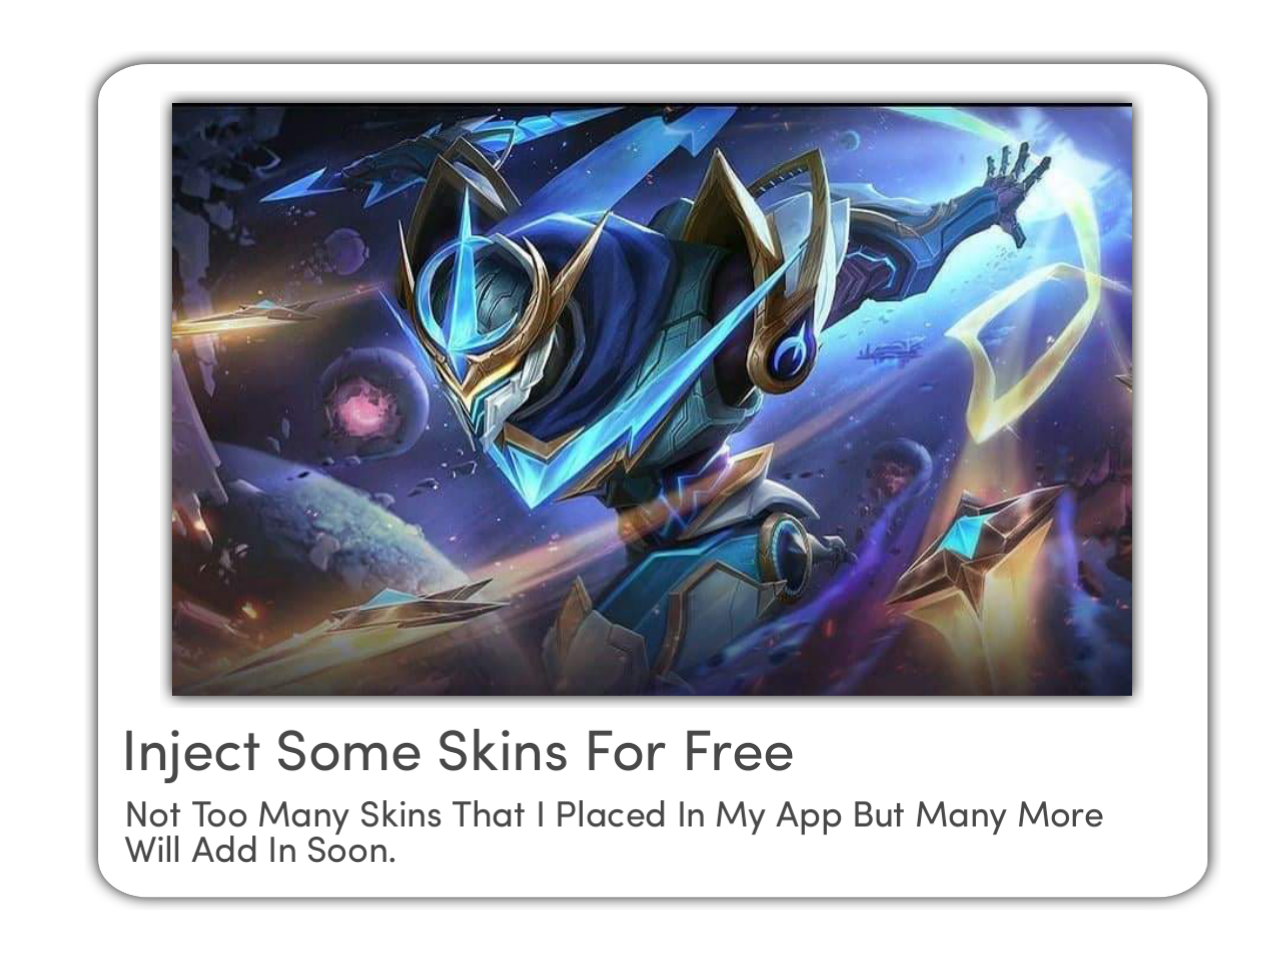 Inject Some Skins For Free
Not Too Many Skins That I Placed In My App But Many More
Will Add In Soon.